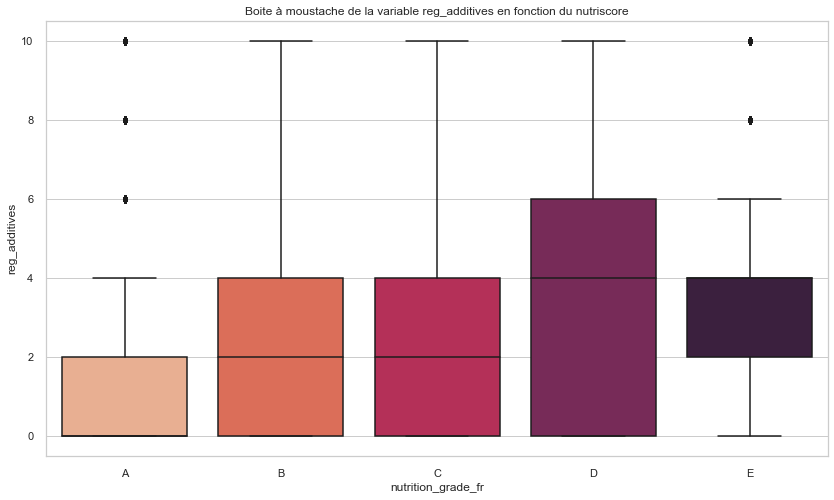 Boite à moustache de la variable reg_additives en fonction du nutriscore
10
8
6
4
2
0
reg_additives
A B C D E
nutrition_grade_fr